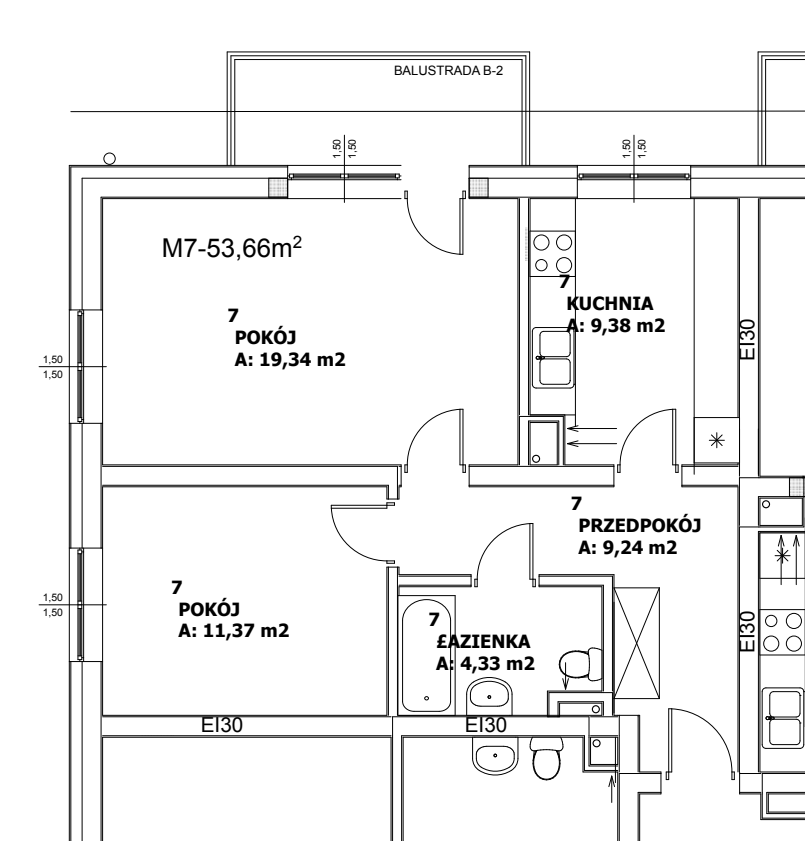 BALUSTRADA B-2
1,50
1,50
1,50
1,50
M7-53,66m²
7
POKÓJ
A: 19,34 m2
7
KUCHNIA
A: 9,38 m2
EI30
1,50
1,50
7
PRZEDPOKÓJ
A: 9,24 m2
7
POKÓJ
A: 11,37 m2
1,50
1,50
7
£AZIENKA
A: 4,33 m2
EI30
EI30
EI30